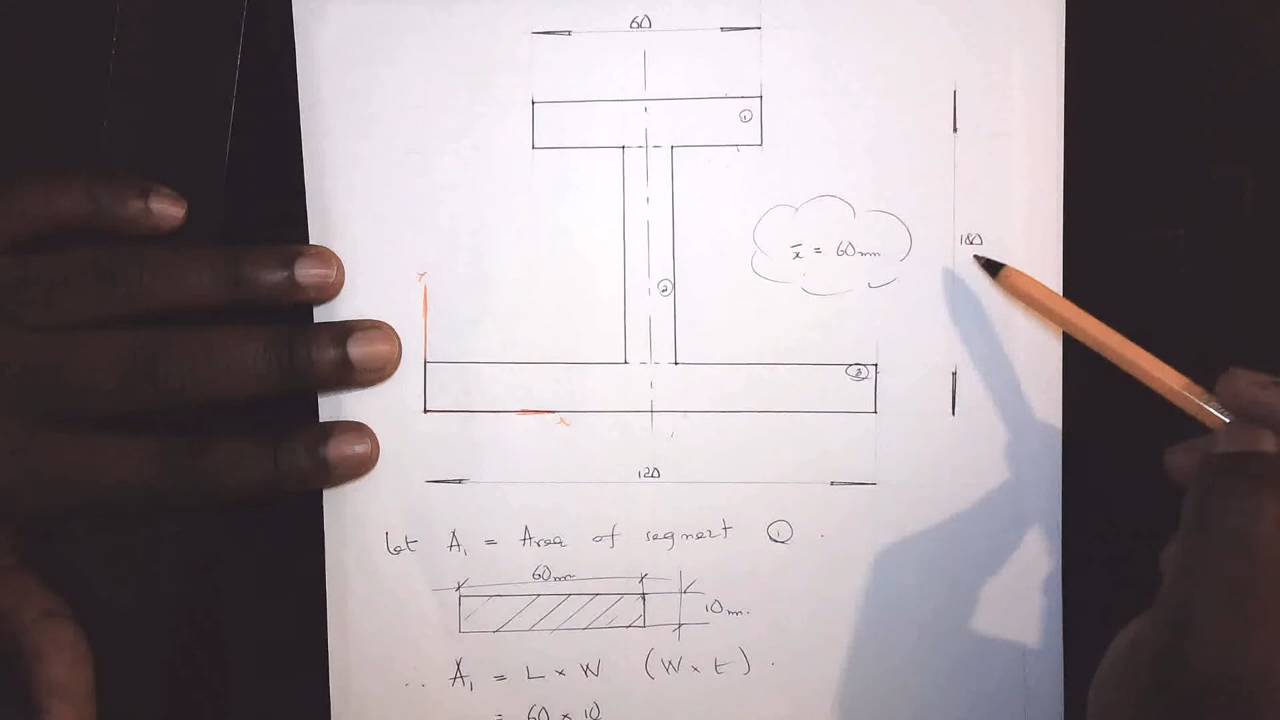 60
①
x̄ = 60mm
180
②
Y
③
x
120
Let A₁ = Area of segment ① .
60mm
10mm.
∴ A₁ = L × W (W × t) .
= 60 × 10